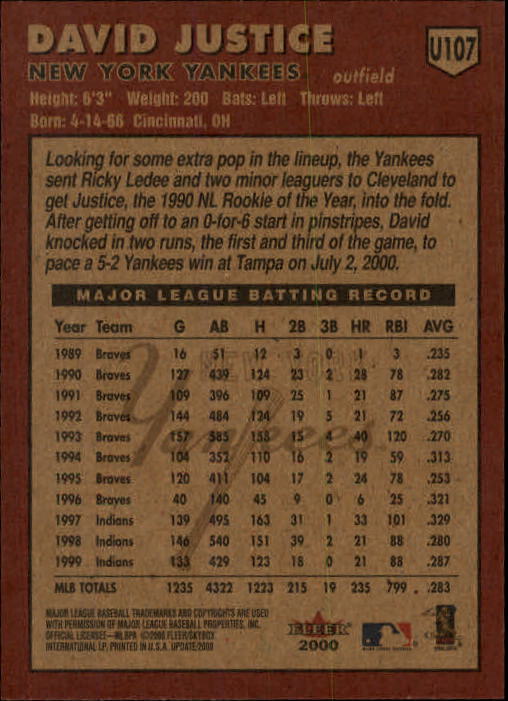 DAVID JUSTICE
U107
NEW YORK YANKEES outfield
Height: 6'3" Weight: 200 Bats: Left Throws: Left
Born: 4-14-66 Cincinnati, OH
Looking for some extra pop in the lineup, the Yankees
sent Ricky Ledee and two minor leaguers to Cleveland to
get Justice, the 1990 NL Rookie of the Year, into the fold.
After getting off to an 0-for-6 start in pinstripes, David
knocked in two runs, the first and third of the game, to
pace a 5-2 Yankees win at Tampa on July 2, 2000.
MAJOR LEAGUE BATTING RECORD
Year Team G AB H 2B 3B HR RBI AVG
1989 Braves 16 51 12 3 0 1 3 .235
1990 Braves 127 439 124 23 2 28 78 .282
1991 Braves 109 396 109 25 1 21 87 .275
1992 Braves 144 484 124 19 5 21 72 .256
1993 Braves 157 585 158 15 4 40 120 .270
1994 Braves 104 352 110 16 2 19 59 .313
1995 Braves 120 411 104 17 2 24 78 .253
1996 Braves 40 140 45 9 0 6 25 .321
1997 Indians 139 495 163 31 1 33 101 .329
1998 Indians 146 540 151 39 2 21 88 .280
1999 Indians 133 429 123 18 0 21 88 .287
MLB TOTALS 1235 4322 1223 215 19 235 799 .283
NEW YORK
Yankees
MAJOR LEAGUE BASEBALL TRADEMARKS AND COPYRIGHTS ARE USED
WITH PERMISSION OF MAJOR LEAGUE BASEBALL PROPERTIES, INC.
OFFICIAL LICENSEE—MLBPA ©2000 FLEER/SKYBOX
INTERNATIONAL LP. PRINTED IN U.S.A. UPDATE/2000
FLEER
2000